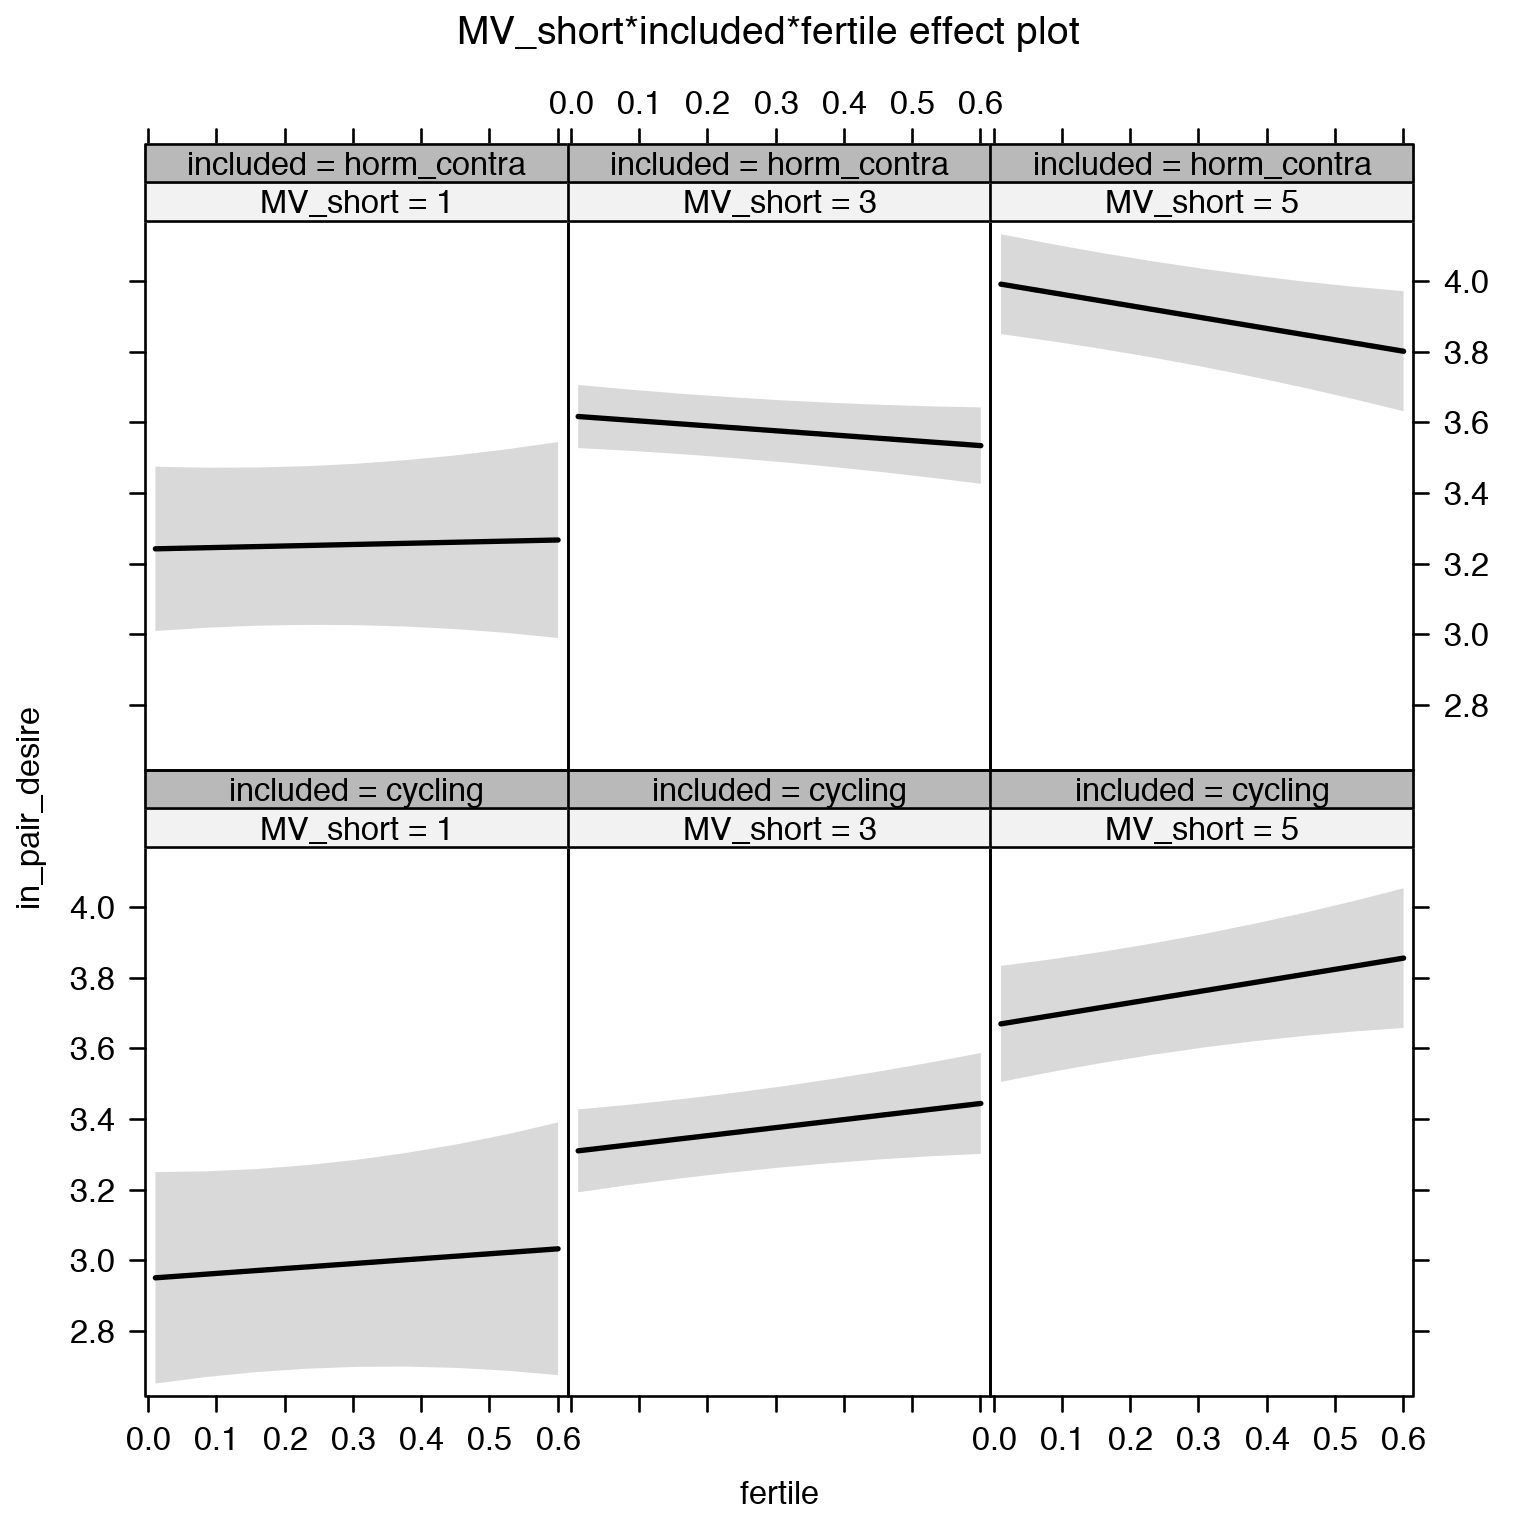 MV_short*included*fertile effect plot
0.0 0.1 0.2 0.3 0.4 0.5 0.6
included = horm_contra included = horm_contra included = horm_contra
MV_short = 1 MV_short = 3 MV_short = 5
4.0
3.8
3.6
3.4
3.2
3.0
2.8
in_pair_desire
included = cycling included = cycling included = cycling
MV_short = 1 MV_short = 3 MV_short = 5
4.0
3.8
3.6
3.4
3.2
3.0
2.8
0.0 0.1 0.2 0.3 0.4 0.5 0.6 0.0 0.1 0.2 0.3 0.4 0.5 0.6
fertile